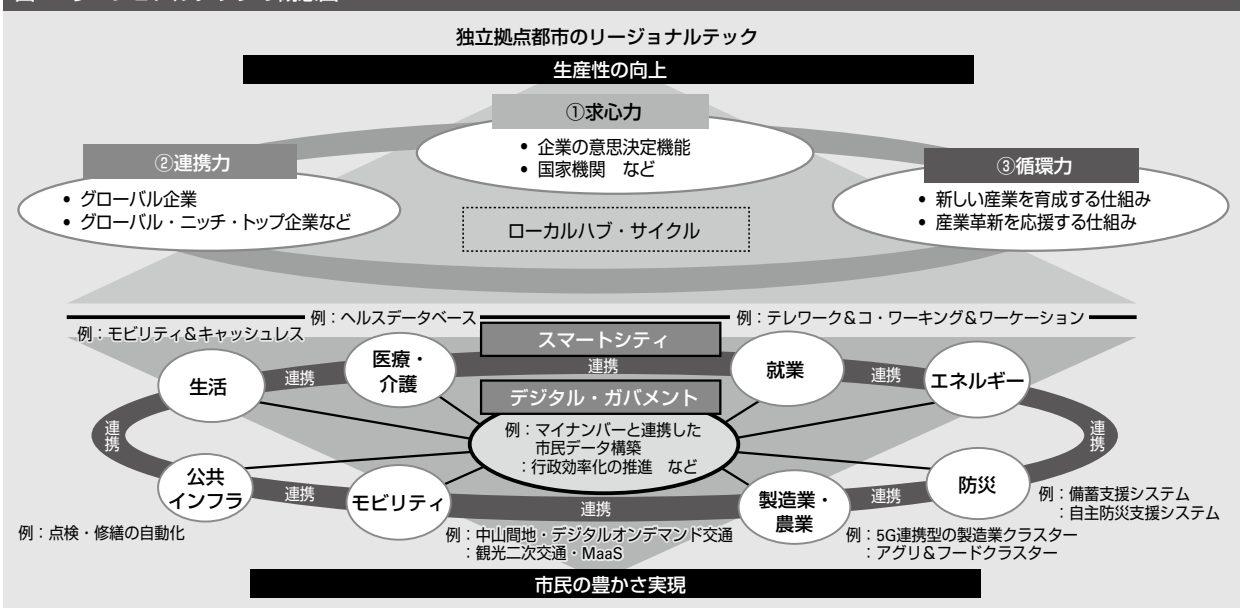 独立拠点都市のリージョナルテック
生産性の向上
①求心力
• 企業の意思決定機能
• 国家機関　など
②連携力
• グローバル企業
• グローバル・ニッチ・トップ企業など
③循環力
• 新しい産業を育成する仕組み
• 産業革新を応援する仕組み
ローカルハブ・サイクル
例：モビリティ&キャッシュレス
例：ヘルスデータベース
例：テレワーク&コ・ワーキング&ワーケーション
スマートシティ
生活
連携
医療・
介護
連携
就業
連携
エネルギー
デジタル・ガバメント
例：マイナンバーと連携した
市民データ構築
：行政効率化の推進　など
連携
連携
公共
インフラ
連携
モビリティ
連携
製造業・
農業
連携
防災
例：点検・修繕の自動化
例：中山間地・デジタルオンデマンド交通
：観光二次交通・MaaS
例：5G連携型の製造業クラスター
：アグリ&フードクラスター
例：備蓄支援システム
：自主防災支援システム
市民の豊かさ実現